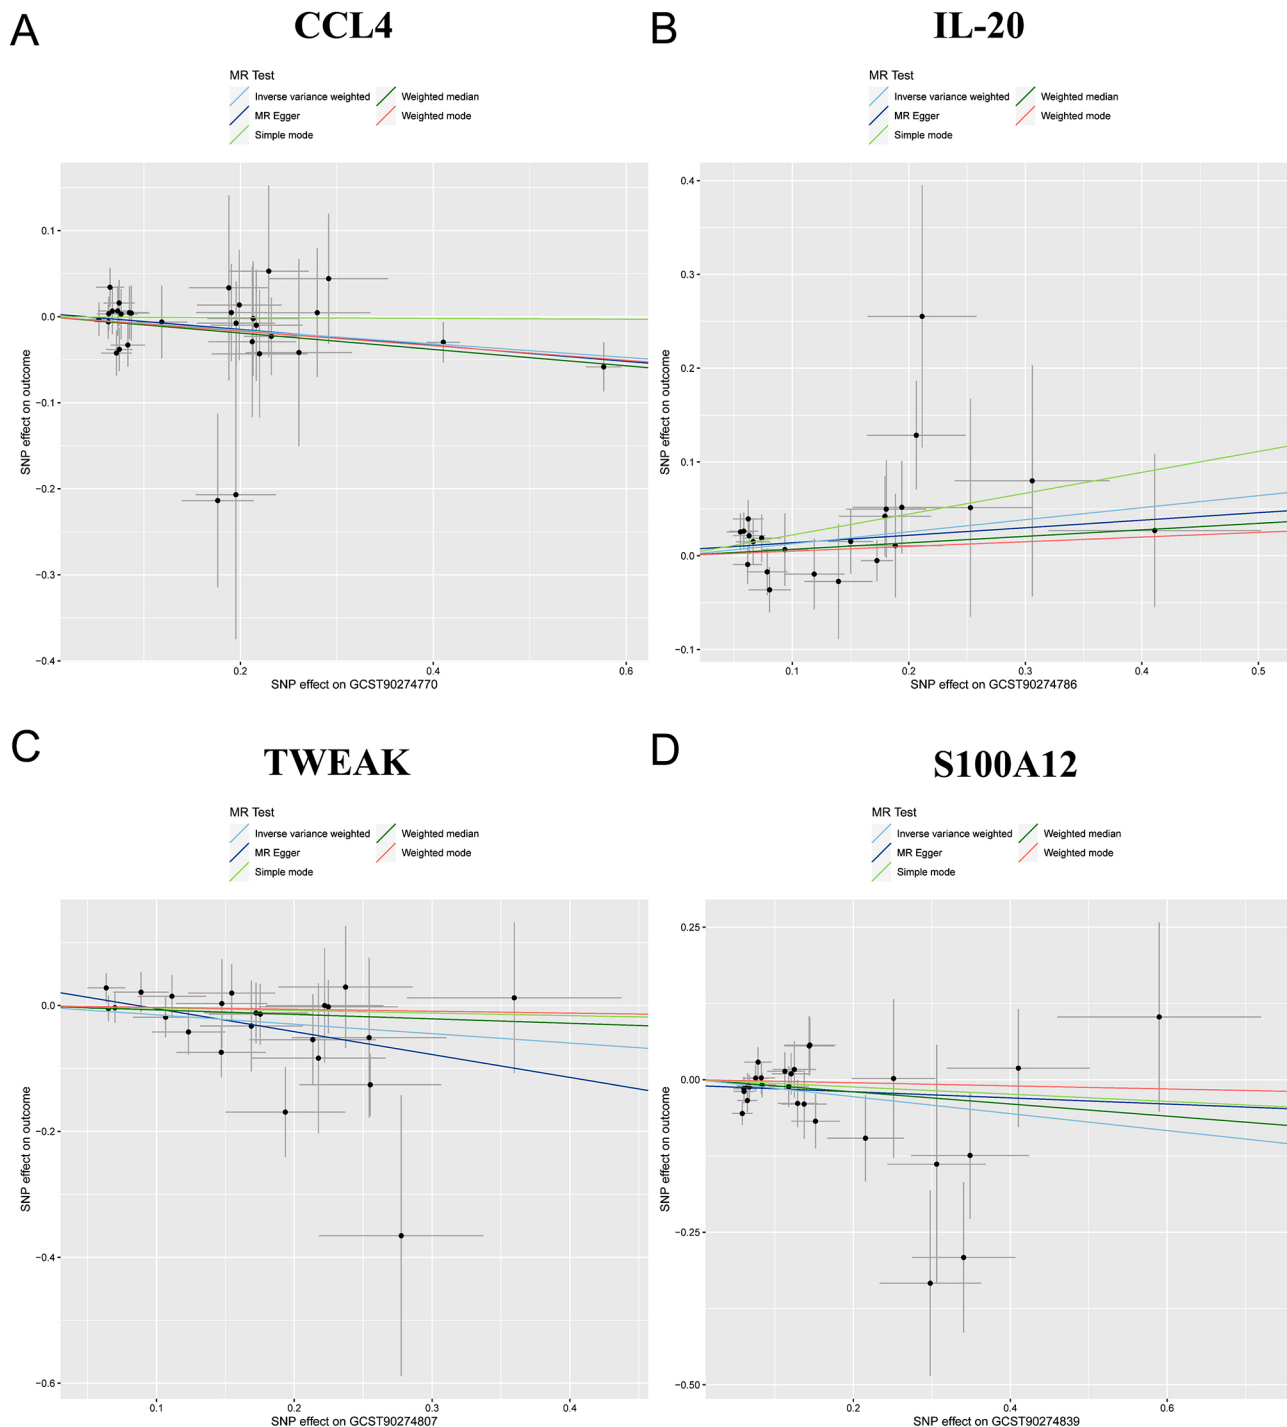 A
CCL4
MR Test
Inverse variance weighted
Weighted median
MR Egger
Weighted mode
Simple mode
SNP effect on outcome
0.1
0.0
−0.1
−0.2
−0.3
−0.4
0.2
0.4
0.6
SNP effect on GCST90274770
B
IL-20
MR Test
Inverse variance weighted
Weighted median
MR Egger
Weighted mode
Simple mode
SNP effect on outcome
0.4
0.3
0.2
0.1
0.0
−0.1
0.1
0.2
0.3
0.4
0.5
SNP effect on GCST90274786
C
TWEAK
MR Test
Inverse variance weighted
Weighted median
MR Egger
Weighted mode
Simple mode
SNP effect on outcome
0.0
−0.2
−0.4
−0.6
0.1
0.2
0.3
0.4
SNP effect on GCST90274807
D
S100A12
MR Test
Inverse variance weighted
Weighted median
MR Egger
Weighted mode
Simple mode
SNP effect on outcome
0.25
0.00
−0.25
−0.50
0.2
0.4
0.6
SNP effect on GCST90274839